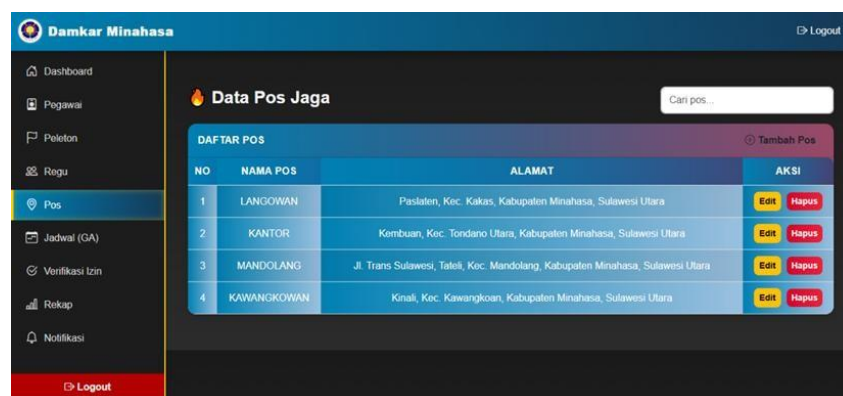 Damkar Minahasa
Logout
Dashboard
Pegawai
Peleton
Regu
Pos
Jadwal (GA)
Verifikasi Izin
Rekap
Notifikasi
Logout
Data Pos Jaga
Cari pos...
DAFTAR POS
Tambah Pos
NO NAMA POS ALAMAT AKSI
1 LANGOWAN Paslaten, Kec. Kakas, Kabupaten Minahasa, Sulawesi Utara Edit Hapus
2 KANTOR Kembuan, Kec. Tondano Utara, Kabupaten Minahasa, Sulawesi Utara Edit Hapus
3 MANDOLANG Jl. Trans Sulawesi, Tateli, Kec. Mandolang, Kabupaten Minahasa, Sulawesi Utara Edit Hapus
4 KAWANGKOWAN Kinali, Kec. Kawangkoan, Kabupaten Minahasa, Sulawesi Utara Edit Hapus